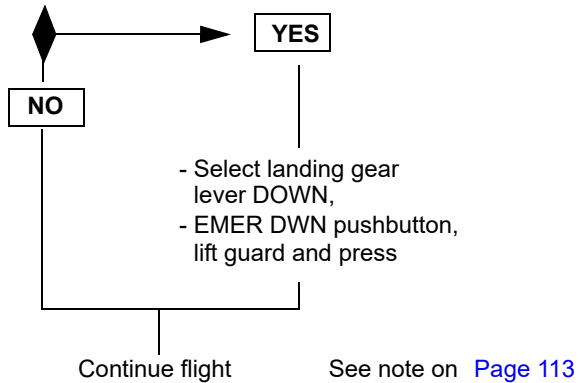 YES
NO
- Select landing gear
lever DOWN,
- EMER DWN pushbutton,
lift guard and press
Continue flight See note on Page 113